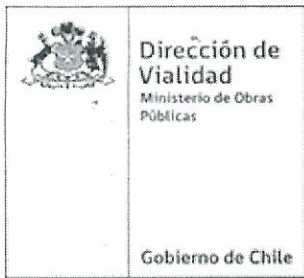 Dirección de
Vialidad
Ministerio de Obras
Públicas
Gobierno de Chile